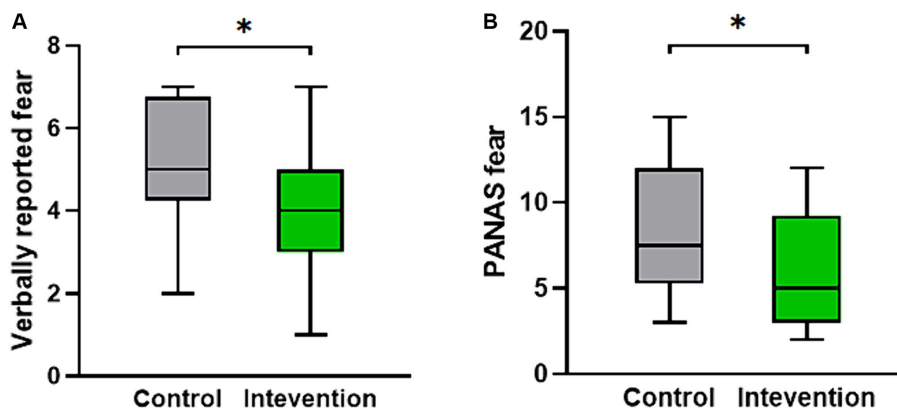 A
*
Verbally reported fear
8
6
4
2
0
Control Intevention
B
*
PANAS fear
20
15
10
5
0
Control Intevention